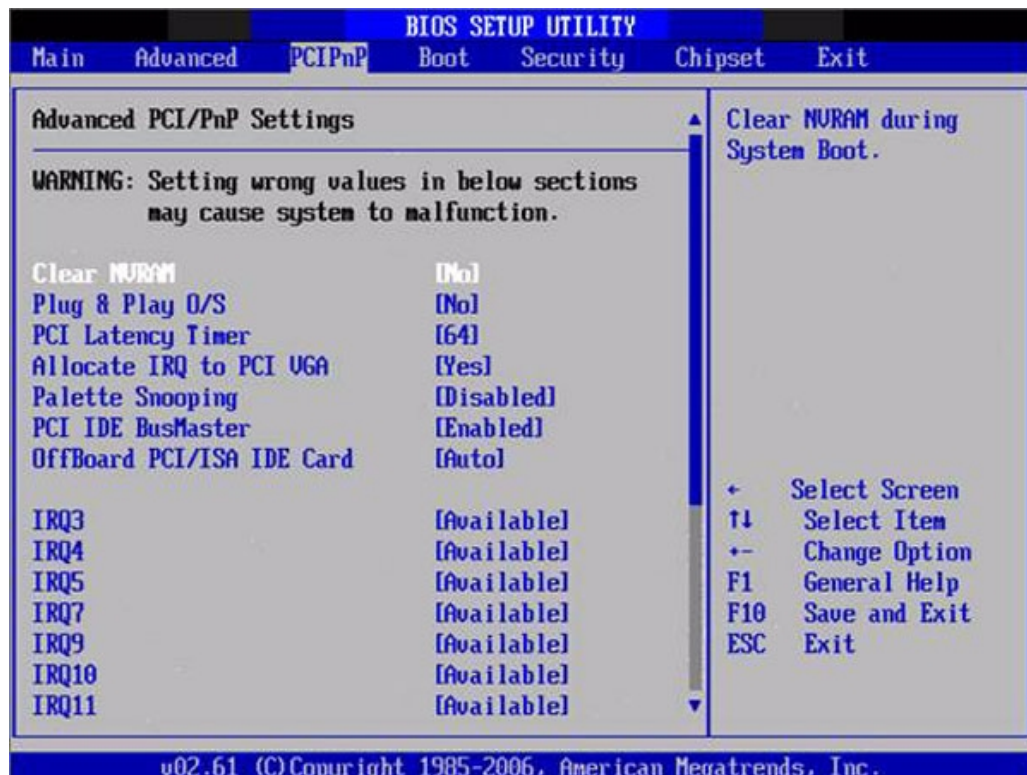 BIOS SETUP UTILITY
Main Advanced PCIPnP Boot Security Chipset Exit
Advanced PCI/PnP Settings
WARNING: Setting wrong values in below sections
may cause system to malfunction.
Clear NVRAM [No]
Plug & Play O/S [No]
PCI Latency Timer [64]
Allocate IRQ to PCI VGA [Yes]
Palette Snooping [Disabled]
PCI IDE BusMaster [Enabled]
OffBoard PCI/ISA IDE Card [Auto]
IRQ3 [Available]
IRQ4 [Available]
IRQ5 [Available]
IRQ7 [Available]
IRQ9 [Available]
IRQ10 [Available]
IRQ11 [Available]
Clear NVRAM during
System Boot.
← Select Screen
↑↓ Select Item
+- Change Option
F1 General Help
F10 Save and Exit
ESC Exit
v02.61 (C)Copyright 1985-2006, American Megatrends, Inc.